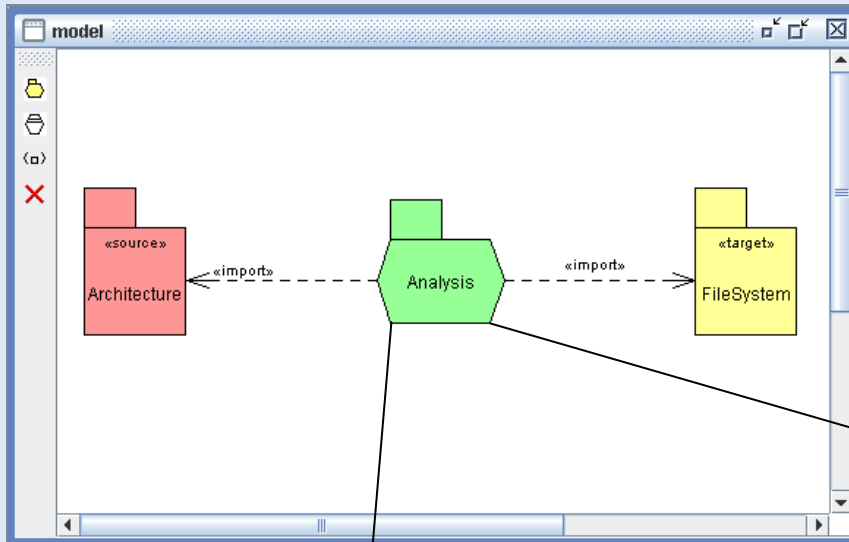 model
«source»
Architecture
«import»
Analysis
«import»
«target»
FileSystem